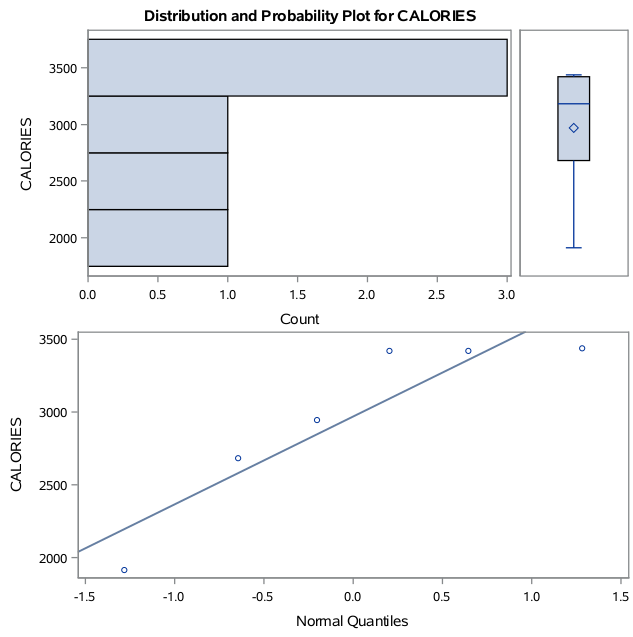 Distribution and Probability Plot for CALORIES
CALORIES
3500
3000
2500
2000
0.0 0.5 1.0 1.5 2.0 2.5 3.0
Count
CALORIES
3500
3000
2500
2000
-1.5 -1.0 -0.5 0.0 0.5 1.0 1.5
Normal Quantiles